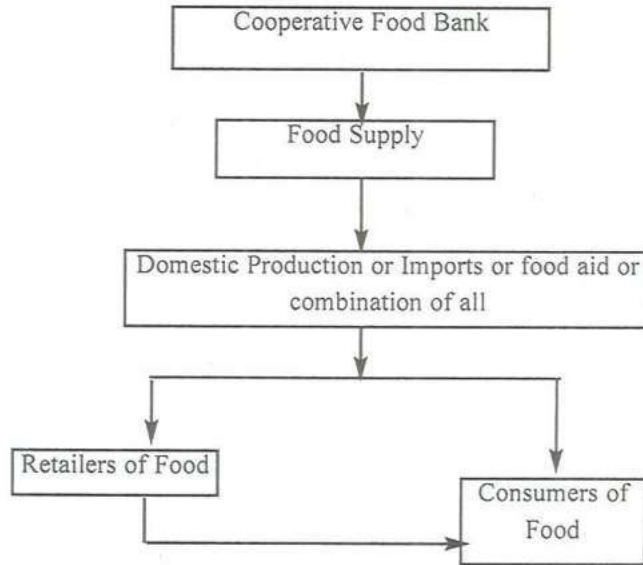 Cooperative Food Bank
Food Supply
Domestic Production or Imports or food aid or
combination of all
Retailers of Food
Consumers of
Food